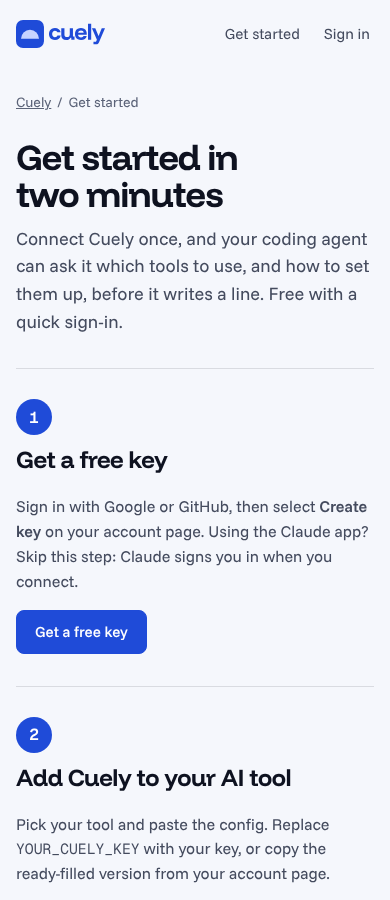 cuely
Get started
Sign in
Cuely / Get started
Get started in
two minutes
Connect Cuely once, and your coding agent
can ask it which tools to use, and how to set
them up, before it writes a line. Free with a
quick sign-in.
1
Get a free key
Sign in with Google or GitHub, then select Create
key on your account page. Using the Claude app?
Skip this step: Claude signs you in when you
connect.
Get a free key
2
Add Cuely to your AI tool
Pick your tool and paste the config. Replace
YOUR_CUELY_KEY with your key, or copy the
ready-filled version from your account page.